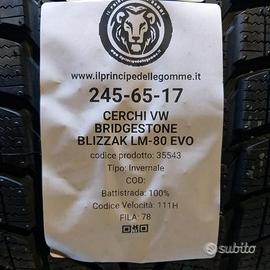 www.ilprincipedellegomme.it
245-65-17
CERCHI VW
BRIDGESTONE
BLIZZAK LM-80 EVO
codice prodotto: 35543
Tipo: Invernale
COD:
Battistrada: 100%
Codice Velocità: 111H
FILA: 78
subito